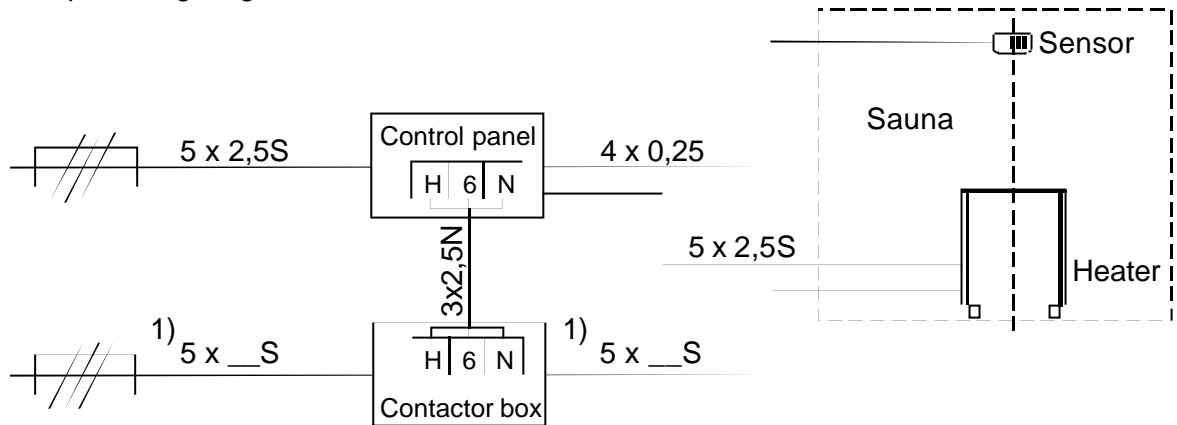 Sensor
Sauna
Control panel
5 x 2,5S
4 x 0,25
H 6 N
3x2,5N
5 x 2,5S
Heater
1)
5 x __S
H 6 N
1)
5 x __S
Contactor box